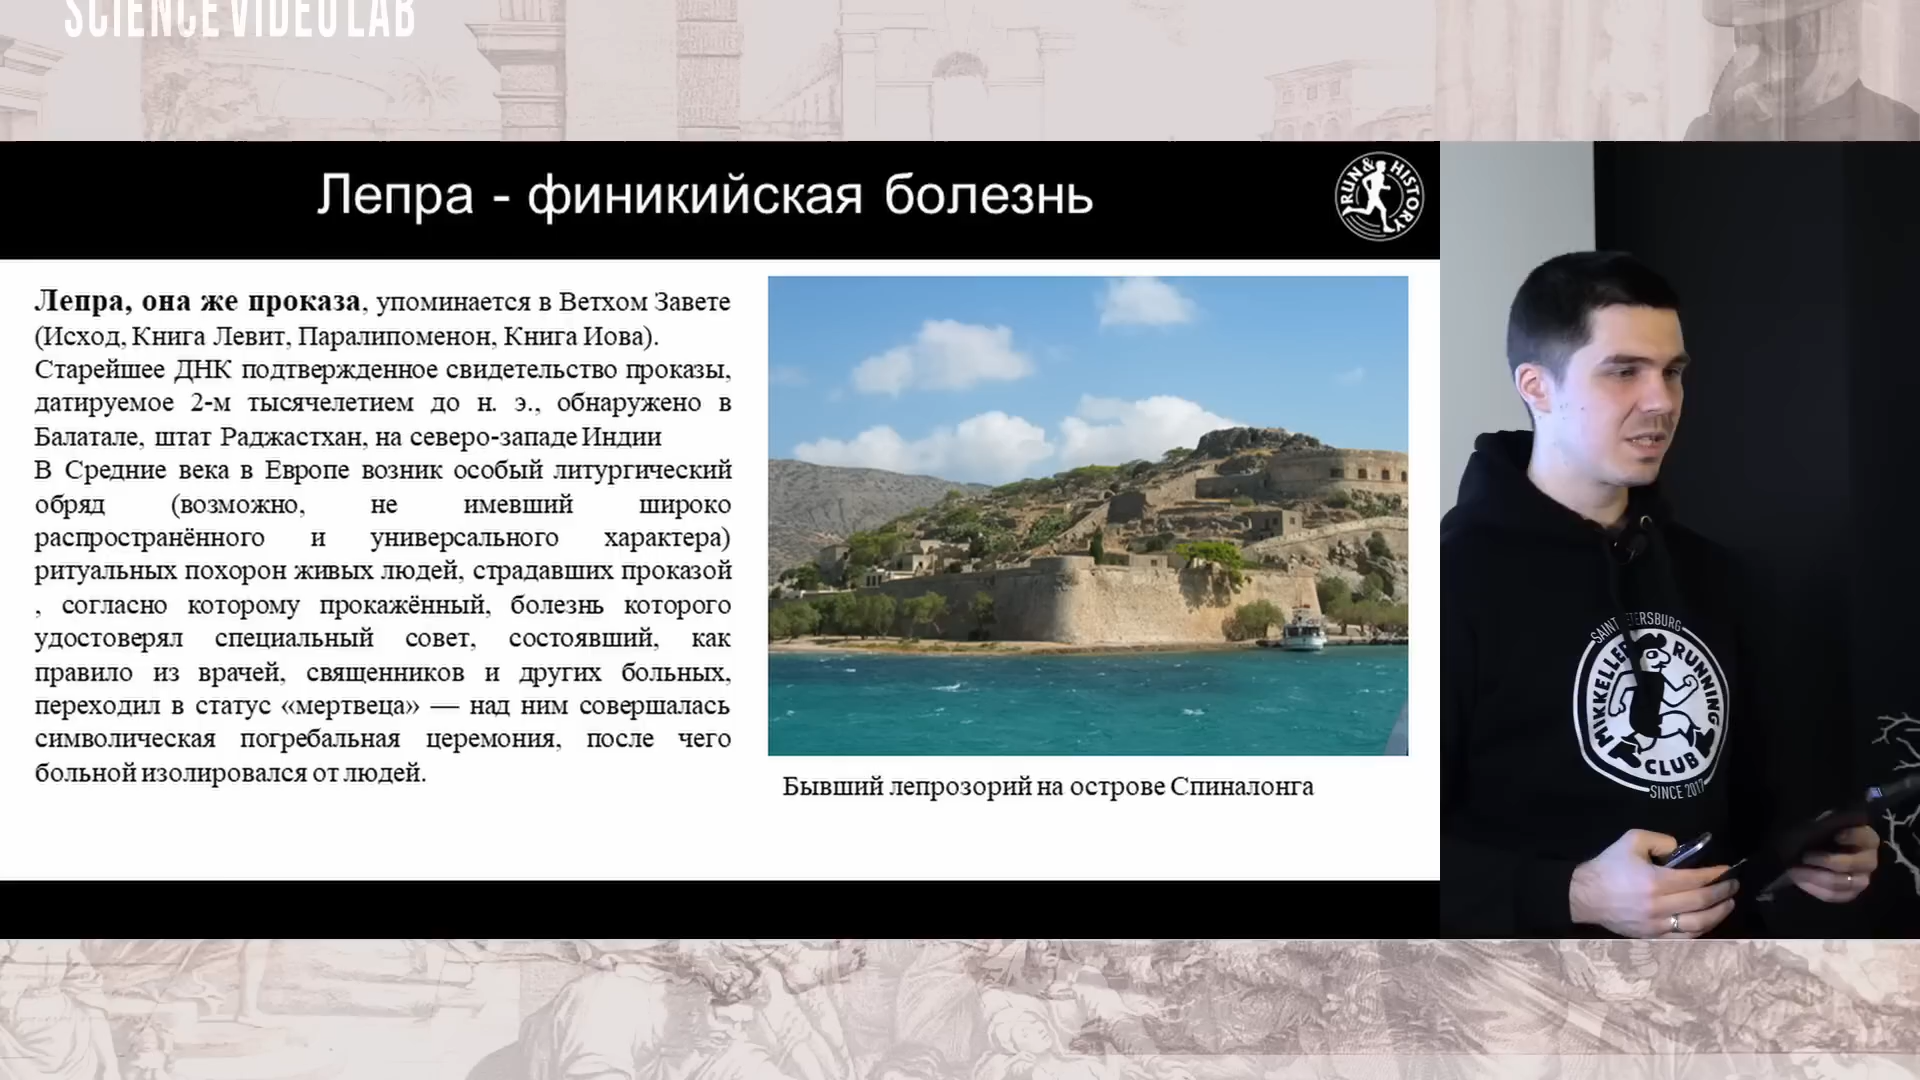 SCIENCE VIDEO LAB
Лепра - финикийская болезнь
RUN & HISTORY
Лепра, она же проказа, упоминается в Ветхом Завете
(Исход, Книга Левит, Паралипоменон, Книга Иова).
Старейшее ДНК подтвержденное свидетельство проказы,
датируемое 2-м тысячелетием до н. э., обнаружено в
Балатале, штат Раджастхан, на северо-западе Индии
В Средние века в Европе возник особый литургический
обряд (возможно, не имевший широко
распространённого и универсального характера)
ритуальных похорон живых людей, страдавших проказой
, согласно которому прокажённый, болезнь которого
удостоверял специальный совет, состоявший, как
правило из врачей, священников и других больных,
переходил в статус «мертвеца» — над ним совершалась
символическая погребальная церемония, после чего
больной изолировался от людей.
Бывший лепрозорий на острове Спиналонга
SAINT PETERSBURG
MIKKELLER RUNNING
CLUB
SINCE 2017